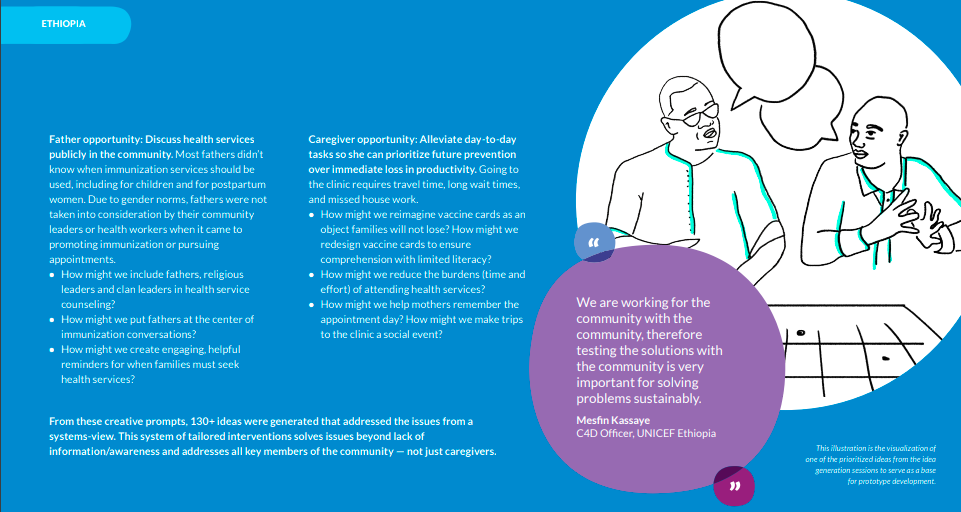 ETHIOPIA
Father opportunity: Discuss health services
publicly in the community. Most fathers didn't
know when immunization services should be
used, including for children and for postpartum
women. Due to gender norms, fathers were not
taken into consideration by their community
leaders or health workers when it came to
promoting immunization or pursuing
appointments.
• How might we include fathers, religious
leaders and clan leaders in health service
counseling?
• How might we put fathers at the center of
immunization conversations?
• How might we create engaging, helpful
reminders for when families must seek
health services?
Caregiver opportunity: Alleviate day-to-day
tasks so she can prioritize future prevention
over immediate loss in productivity. Going to
the clinic requires travel time, long wait times,
and missed house work.
• How might we reimagine vaccine cards as an
object families will not lose? How might we
redesign vaccine cards to ensure
comprehension with limited literacy?
• How might we reduce the burdens (time and
effort) of attending health services?
• How might we help mothers remember the
appointment day? How might we make trips
to the clinic a social event?
From these creative prompts, 130+ ideas were generated that addressed the issues from a
systems-view. This system of tailored interventions solves issues beyond lack of
information/awareness and addresses all key members of the community — not just caregivers.
“
We are working for the
community with the
community, therefore
testing the solutions with
the community is very
important for solving
problems sustainably.
Mesfin Kassaye
C4D Officer, UNICEF Ethiopia
”
This illustration is the visualization of
one of the prioritized ideas from the idea
generation sessions to serve as a base
for prototype development.